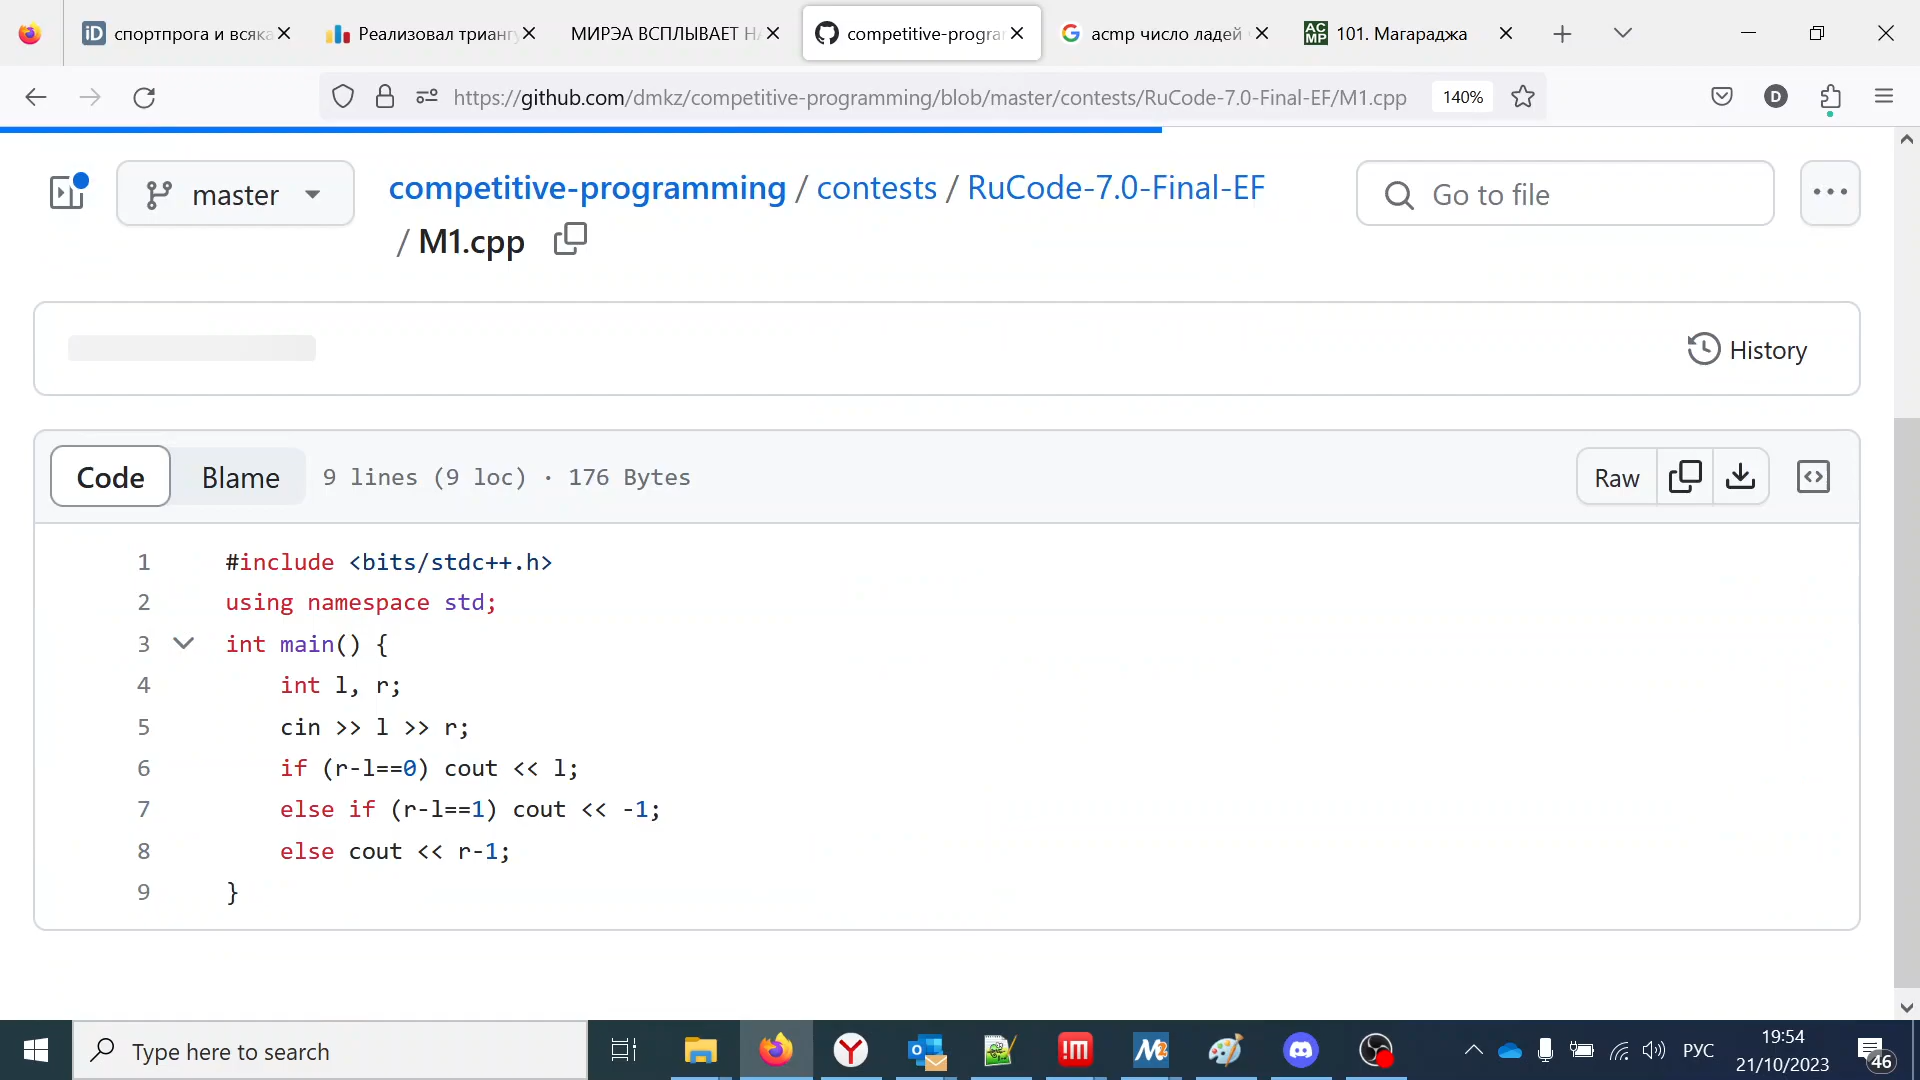 спортпрога и всяка
Реализовал триангу
МИРЭА ВСПЛЫВАЕТ Н
competitive-progra
acmp число ладей
ACMP
101. Магараджа
https://github.com/dmkz/competitive-programming/blob/master/contests/RuCode-7.0-Final-EF/M1.cpp
140%
D
master
competitive-programming / contests / RuCode-7.0-Final-EF
/ M1.cpp
Go to file
History
Code
Blame
9 lines (9 loc) · 176 Bytes
Raw
1 #include <bits/stdc++.h>
2 using namespace std;
3 int main() {
4 int l, r;
5 cin >> l >> r;
6 if (r-l==0) cout << l;
7 else if (r-l==1) cout << -1;
8 else cout << r-1;
9 }
Type here to search
РУС
19:54
21/10/2023
46